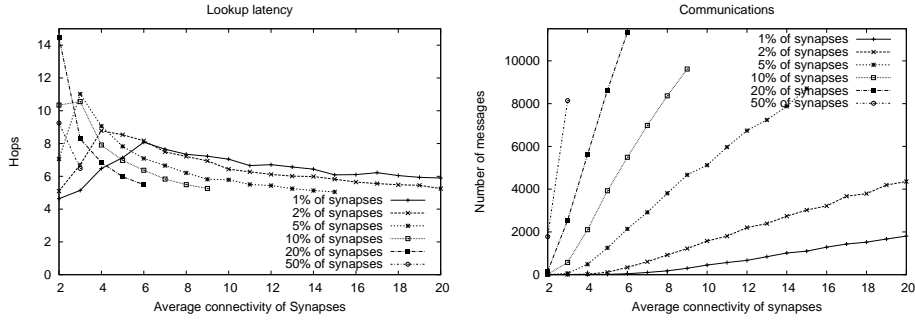 Lookup latency
14
12
10
8
6
4
2
0
Hops
1% of synapses
2% of synapses
5% of synapses
10% of synapses
20% of synapses
50% of synapses
2 4 6 8 10 12 14 16 18 20
Average connectivity of Synapses
Communications
10000
8000
6000
4000
2000
0
Number of messages
1% of synapses
2% of synapses
5% of synapses
10% of synapses
20% of synapses
50% of synapses
2 4 6 8 10 12 14 16 18 20
Average connectivity of synapses